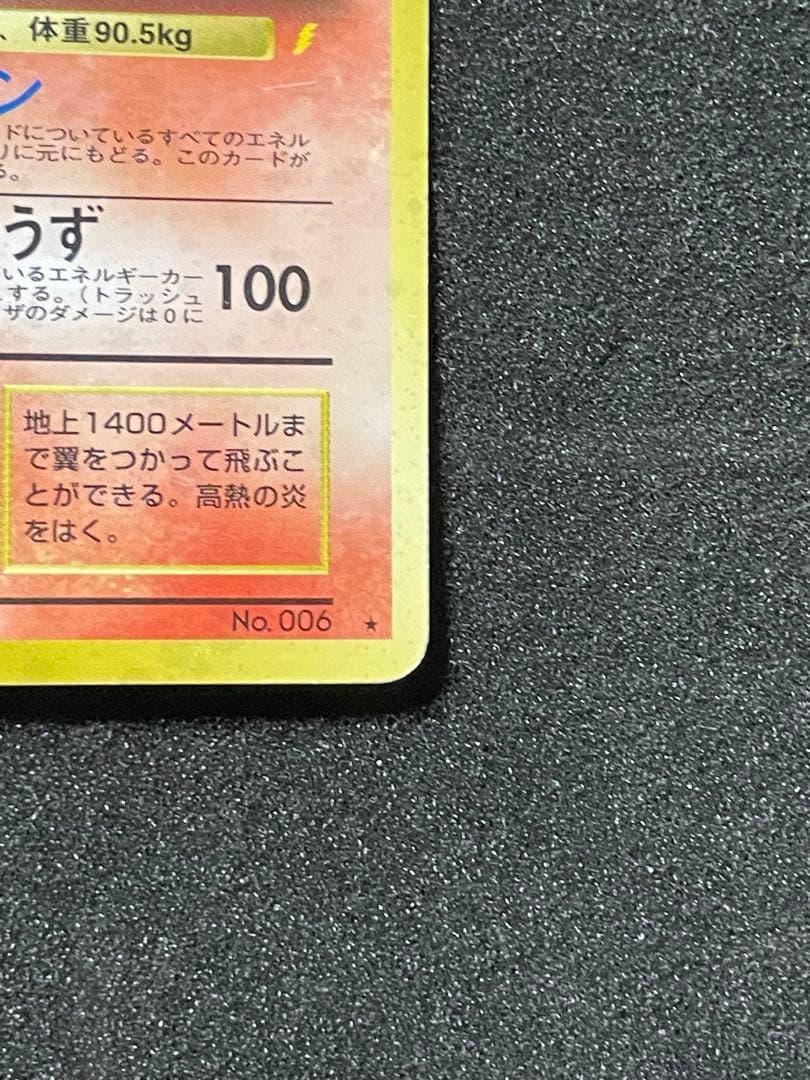 、体重90.5kg
ン
ドについているすべてのエネル
りに元にもどる。このカードが
る。
うず
いるエネルギーカー
する。（トラッシュ
ザのダメージは0に
100
地上1400メートルま
で翼をつかって飛ぶこ
とができる。高熱の炎
をはく。
No. 006 ★